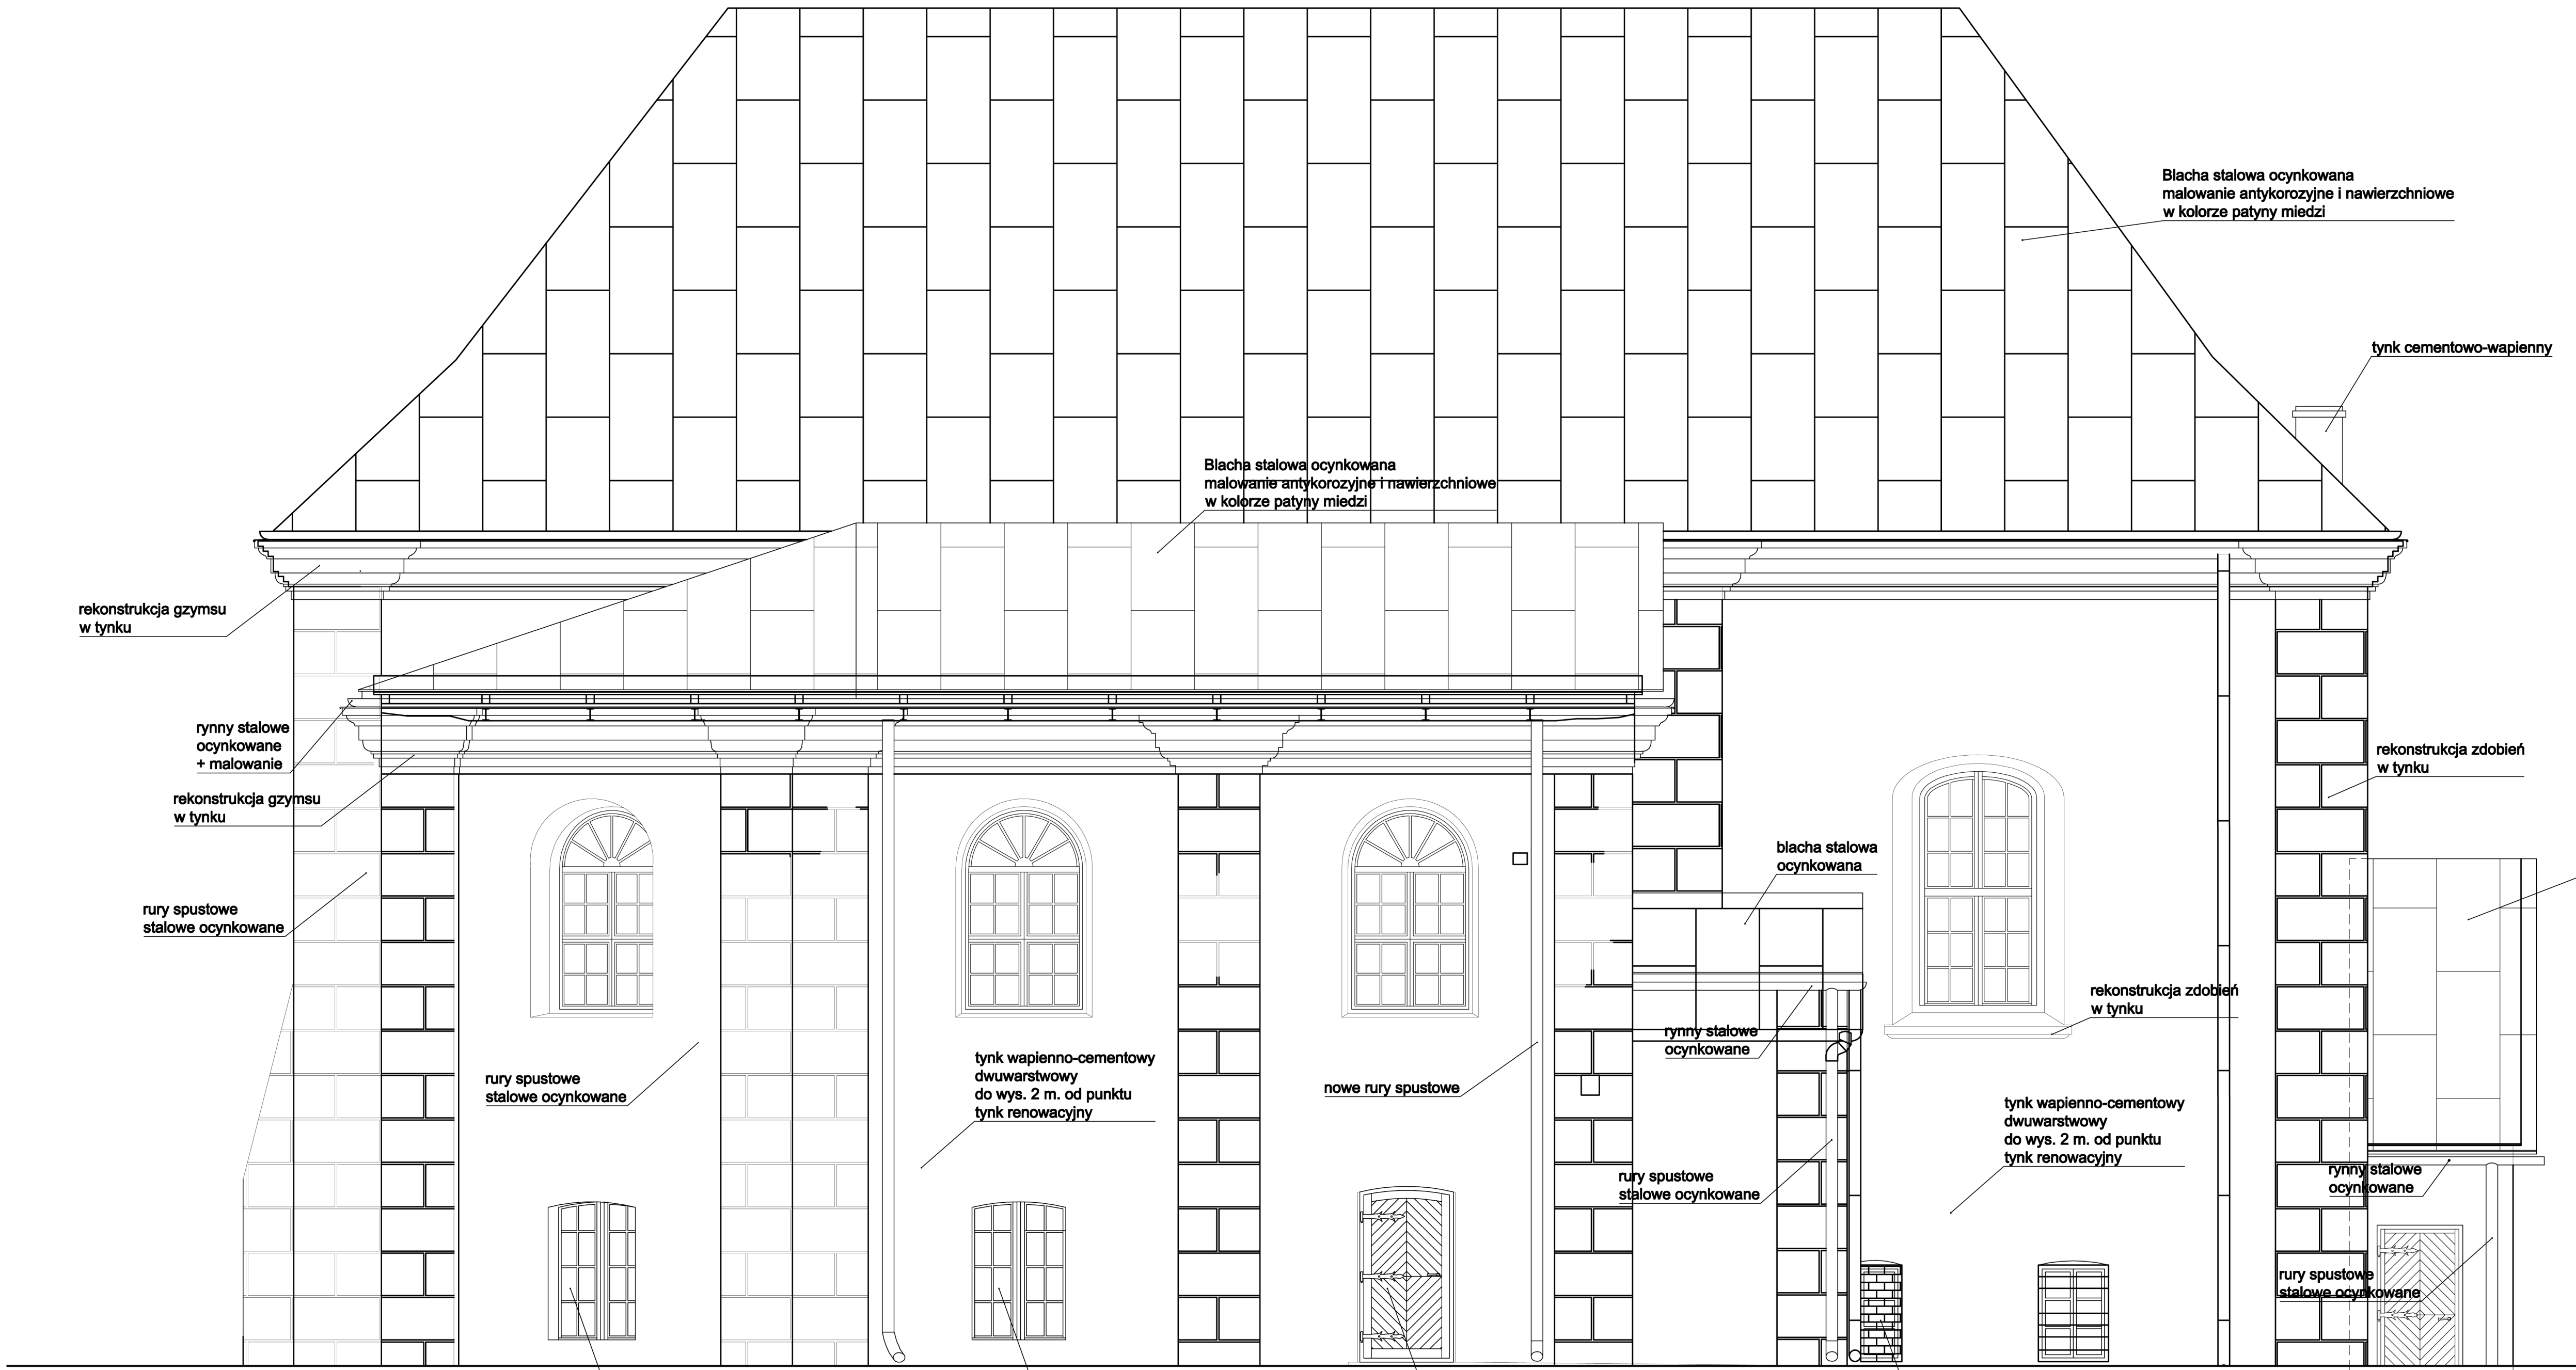 Blacha stalowa ocynkowana
malowanie antykorozyjne i nawierzchniowe
w kolorze patyny miedzi
tynk cementowo-wapienny
Blacha stalowa ocynkowana
malowanie antykorozyjne i nawierzchniowe
w kolorze patyny miedzi
rekonstrukcja gzymsu
w tynku
rynny stalowe
ocynkowane
+ malowanie
rekonstrukcja zdobień
w tynku
rekonstrukcja gzymsu
w tynku
blacha stalowa
ocynkowana
rury spustowe
stalowe ocynkowane
rekonstrukcja zdobień
w tynku
rynny stalowe
ocynkowane
rury spustowe
stalowe ocynkowane
tynk wapienno-cementowy
dwuwarstwowy
do wys. 2 m. od punktu
tynk renowacyjny
nowe rury spustowe
tynk wapienno-cementowy
dwuwarstwowy
do wys. 2 m. od punktu
tynk renowacyjny
rury spustowe
stalowe ocynkowane
rynny stalowe
ocynkowane
rury spustowe
stalowe ocynkowane